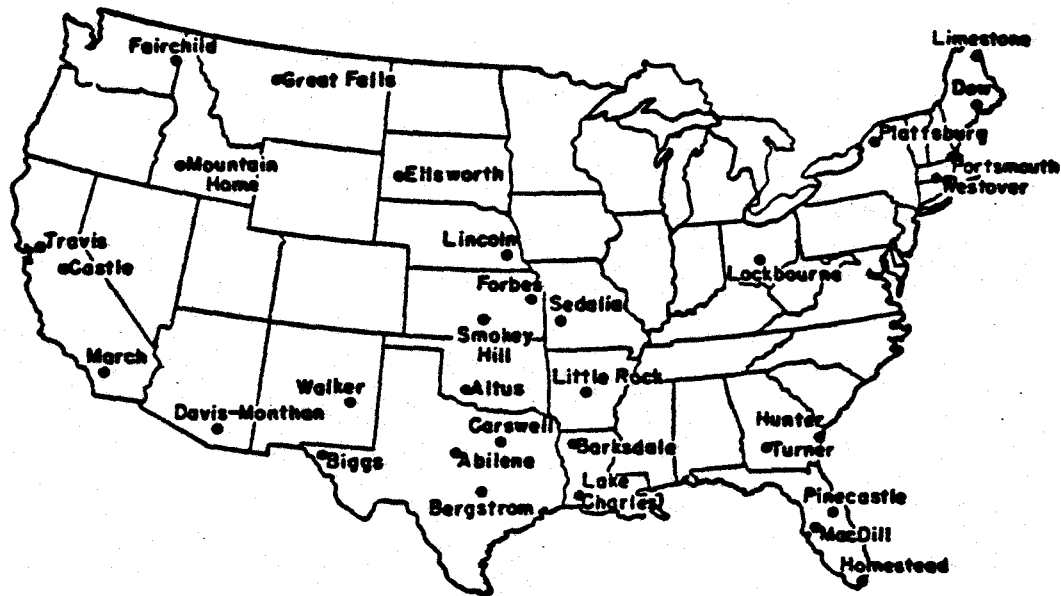 Limestone
Fairchild
Great Falls
Dow
Plattsburg
Portsmouth
Mountain
Home
Ellsworth
Westover
Travis
Lincoln
Castle
Lockbourne
Forbes
Sedalia
Smokey
Hill
March
Little Rock
Walker
Altus
Davis-Monthan
Hunter
Carswell
Barksdale
Turner
Biggs
Abilene
Lake
Charles
Pinecastle
Bergstrom
MacDill
Homestead